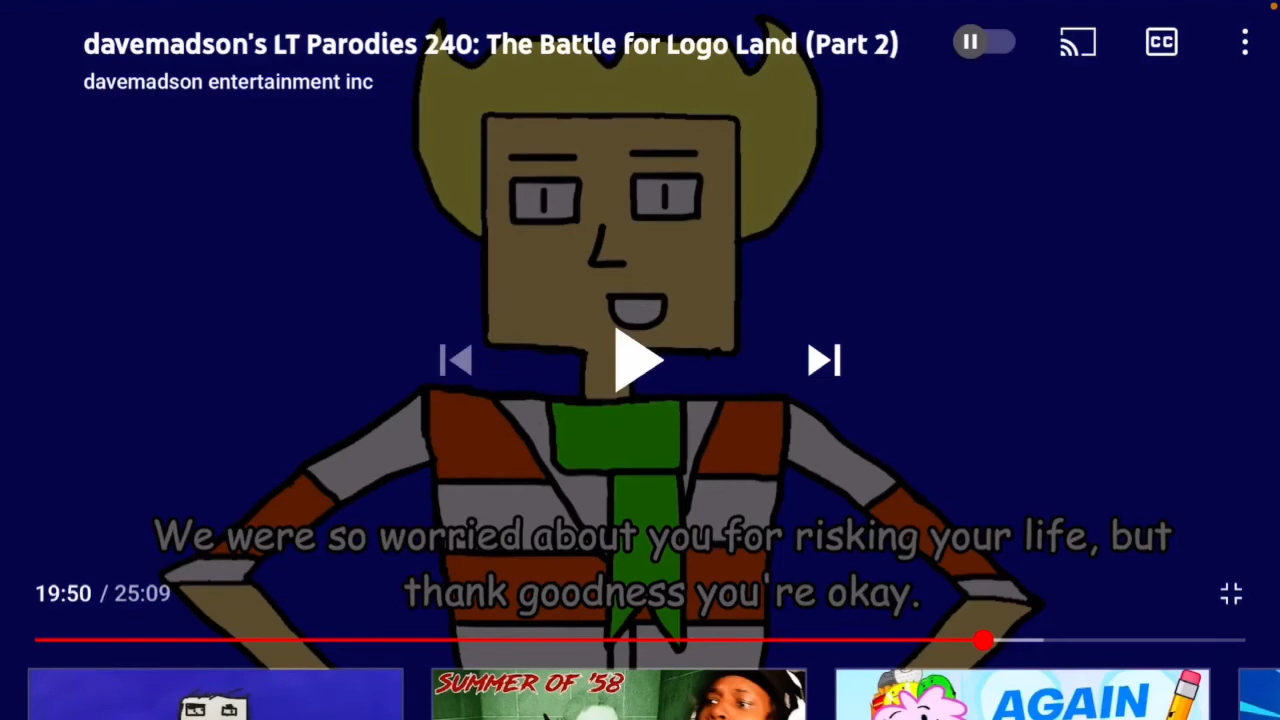 davemadson's LT Parodies 240: The Battle for Logo Land (Part 2)
CC
davemadson entertainment inc
We were so worried about you for risking your life, but
thank goodness you're okay.
19:50 / 25:09
SUMMER OF '58
AGAIN